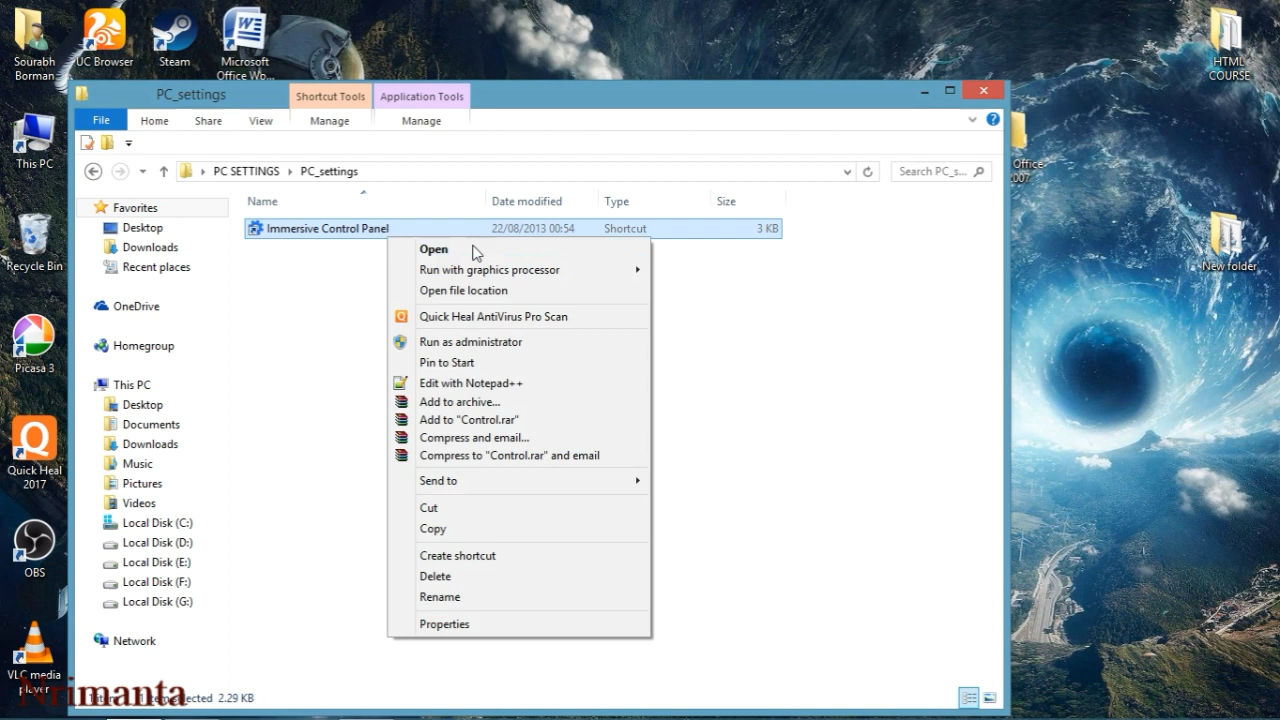 Sourabh
Borman
UC Browser
Steam
Microsoft
Office Wo...
HTML
COURSE
PC_settings
Shortcut Tools
Application Tools
File
Home
Share
View
Manage
Manage
This PC
PC SETTINGS
PC_settings
Search PC_s...
Office
2007
Name
Date modified
Type
Size
Immersive Control Panel
22/08/2013 00:54
Shortcut
3 KB
Favorites
Desktop
Downloads
Recent places
OneDrive
Homegroup
This PC
Desktop
Documents
Downloads
Music
Pictures
Videos
Local Disk (C:)
Local Disk (D:)
Local Disk (E:)
Local Disk (F:)
Local Disk (G:)
Network
Open
Run with graphics processor
Open file location
Quick Heal AntiVirus Pro Scan
Run as administrator
Pin to Start
Edit with Notepad++
Add to archive...
Add to "Control.rar"
Compress and email...
Compress to "Control.rar" and email
Send to
Cut
Copy
Create shortcut
Delete
Rename
Properties
Recycle Bin
New folder
Picasa 3
Quick Heal
2017
OBS
VLC media
player
Nrimanta
selected 2.29 KB